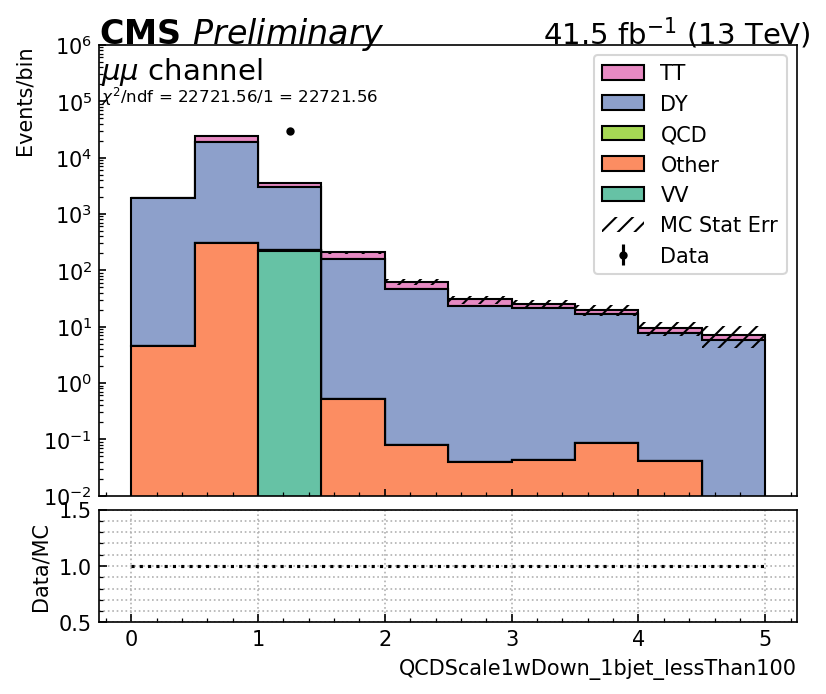 CMS Preliminary 41.5 fb⁻¹ (13 TeV)
μμ channel
χ²/ndf = 22721.56/1 = 22721.56
Events/bin
10⁶
10⁵
10⁴
10³
10²
10¹
10⁰
10⁻¹
10⁻²
TT
DY
QCD
Other
VV
MC Stat Err
Data
Data/MC
1.5
1.0
0.5
0 1 2 3 4 5
QCDScale1wDown_1bjet_lessThan100